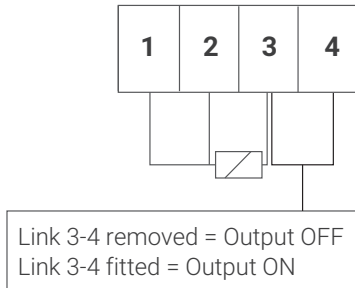 1 2 3 4
Link 3-4 removed = Output OFF
Link 3-4 fitted = Output ON